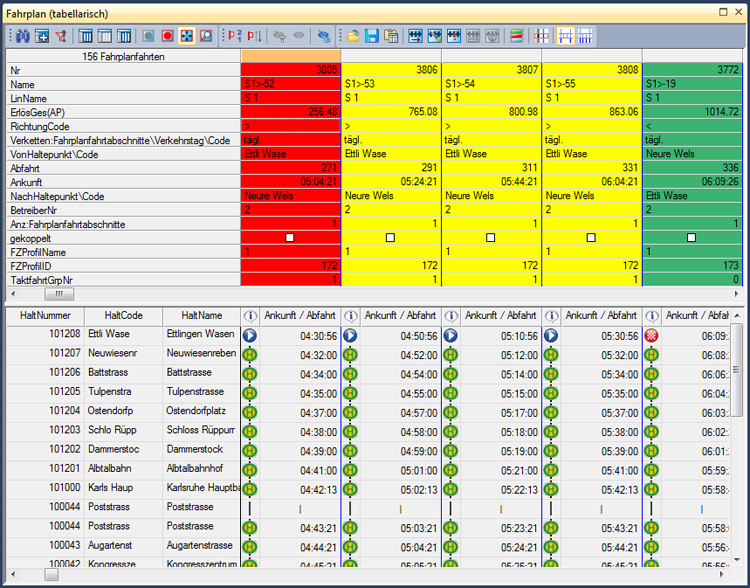 Fahrplan (tabellarisch)
156 Fahrplanfahrten
Nr 3805 3806 3807 3808 3772
Name S1>-52 S1>-53 S1>-54 S1>-55 S1>-19
LinName S 1 S 1 S 1 S 1 S 1
ErlösGes(AP) 256.48 765.08 800.98 863.06 1014.72
RichtungCode > > > > <
Verketten:Fahrplanfahrtabschnitte\Verkehrstag\Code tägl. tägl. tägl. tägl. tägl.
VonHaltepunkt\Code Ettli Wase Ettli Wase Ettli Wase Ettli Wase Neure Wels
Abfahrt 271 291 311 331 336
Ankunft 05:04:21 05:24:21 05:44:21 06:04:21 06:09:26
NachHaltepunkt\Code Neure Wels Neure Wels Neure Wels Neure Wels Ettli Wase
BetreiberNr 2 2 2 2 2
Anz:Fahrplanfahrtabschnitte 1 1 1 1 1
gekoppelt
FZProfilName 1 1 1 1 1
FZProfilID 172 172 172 172 173
TaktfahrtGrpNr 1 1 1 1 0
HaltNummer HaltCode HaltName Ankunft / Abfahrt Ankunft / Abfahrt Ankunft / Abfahrt Ankunft / Abfahrt Ankunft / Abfah
101208 Ettli Wase Ettlingen Wasen 04:30:56 04:50:56 05:10:56 05:30:56 06:09:
101207 Neuwiesenr Neuwiesenreben 04:32:00 04:52:00 05:12:00 05:32:00 06:08:
101206 Battstrass Battstrasse 04:34:00 04:54:00 05:14:00 05:34:00 06:06:
101205 Tulpenstra Tulpenstrasse 04:35:00 04:55:00 05:15:00 05:35:00 06:04:
101204 Ostendorfp Ostendorfplatz 04:37:00 04:57:00 05:17:00 05:37:00 06:03:
101203 Schlo Rüpp Schloss Rüppurr 04:38:00 04:58:00 05:18:00 05:38:00 06:02:
101202 Dammerstoc Dammerstock 04:39:00 04:59:00 05:19:00 05:39:00 06:01:
101201 Albtalbahn Albtalbahnhof 04:41:00 05:01:00 05:21:00 05:41:00 05:59:
101000 Karls Haup Karlsruhe Hauptba 04:42:13 05:02:13 05:22:13 05:42:13 05:58:
100044 Poststrass Poststrasse | | | | |
100044 Poststrass Poststrasse 04:43:21 05:03:21 05:23:21 05:43:21 05:58:
100043 Augartenst Augartenstrasse 04:44:21 05:04:21 05:24:21 05:44:21 05:56:
100042 Kongressze Kongresszentrum 04:45:21 05:05:21 05:25:21 05:45:21